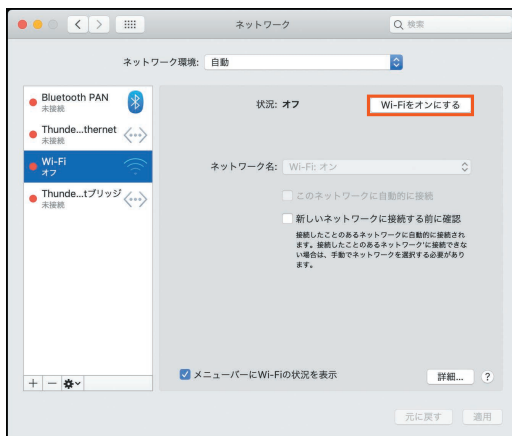 ネットワーク
検索
ネットワーク環境: 自動
Bluetooth PAN
未接続
Thunde...thernet
未接続
Wi-Fi
オフ
Thunde...tブリッジ
未接続
状況: オフ
Wi-Fiをオンにする
ネットワーク名: Wi-Fi: オン
このネットワークに自動的に接続
新しいネットワークに接続する前に確認
接続したことのあるネットワークに自動的に接続され
ます。接続したことのあるネットワークに接続できな
い場合は、手動でネットワークを選択する必要があり
ます。
メニューバーにWi-Fiの状況を表示
詳細...
?
元に戻す
適用